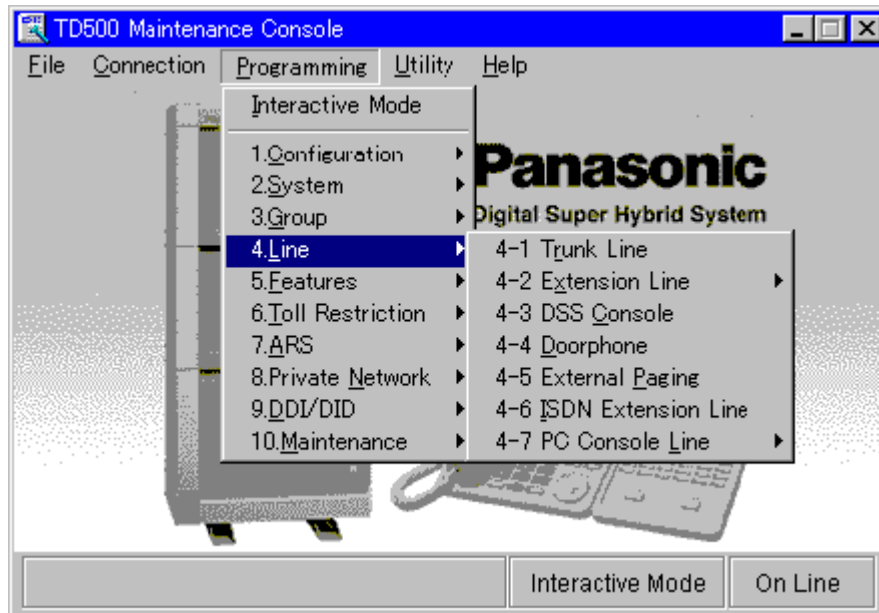 TD500 Maintenance Console
File Connection Programming Utility Help
Interactive Mode
1.Configuration
2.System
3.Group
4.Line
5.Features
6.Toll Restriction
7.ARS
8.Private Network
9.DDI/DID
10.Maintenance
Panasonic
Digital Super Hybrid System
4-1 Trunk Line
4-2 Extension Line
4-3 DSS Console
4-4 Doorphone
4-5 External Paging
4-6 ISDN Extension Line
4-7 PC Console Line
Interactive Mode
On Line